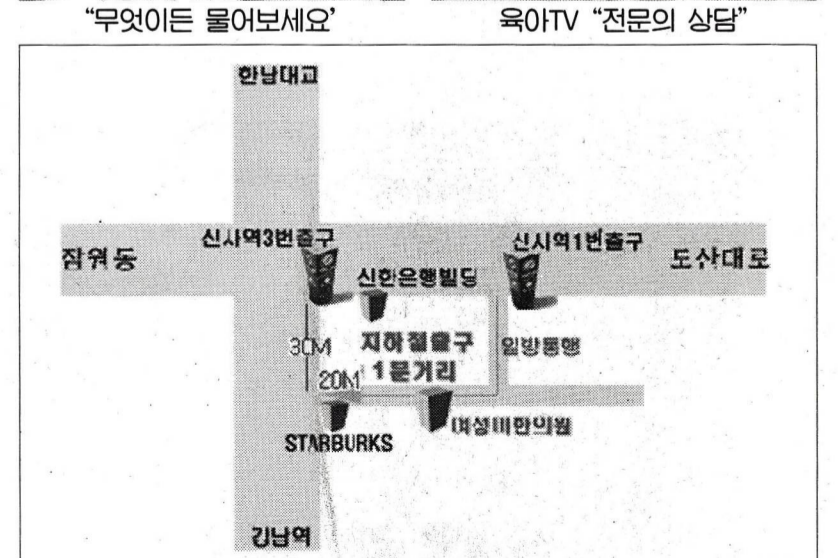 “무엇이든 물어보세요’
육아TV “전문의 상담”
한남대교
신사역3번출구
신사역1번출구
잠원동
도산대로
신한은행빌딩
30M
지하철출구
일방통행
1분거리
20M
여성미한의원
STARBURKS
강남역